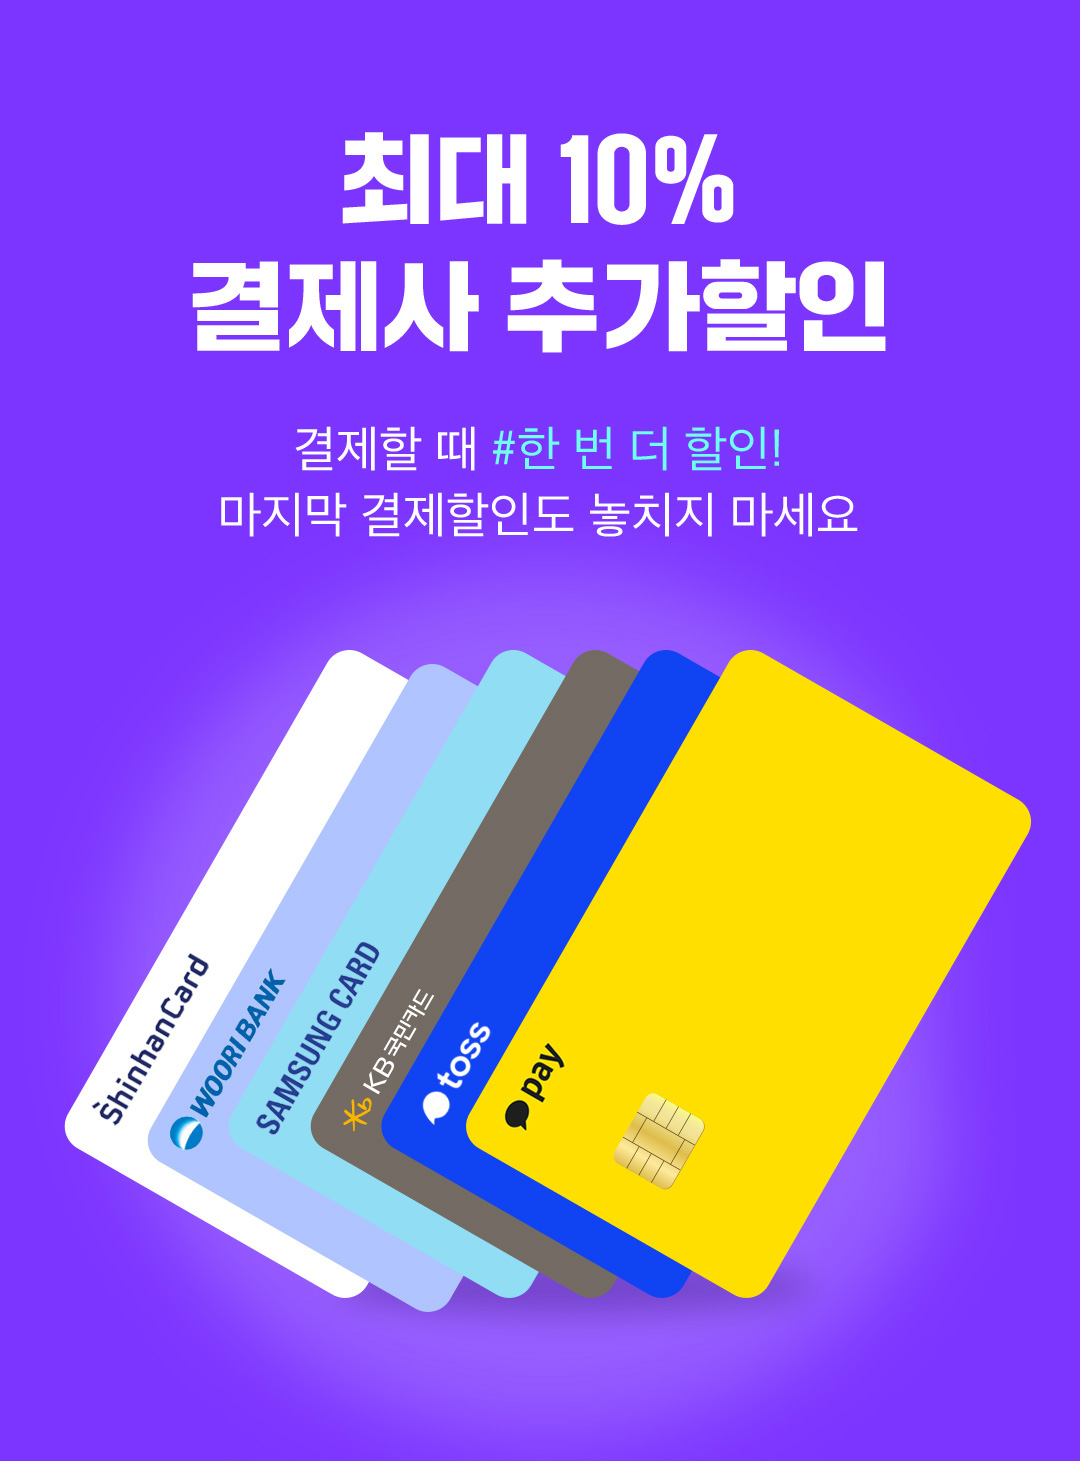 최대 10%
결제사 추가할인
결제할 때 #한 번 더 할인!
마지막 결제할인도 놓치지 마세요
ShinhanCard
WOORI BANK
SAMSUNG CARD
KB국민카드
toss
pay